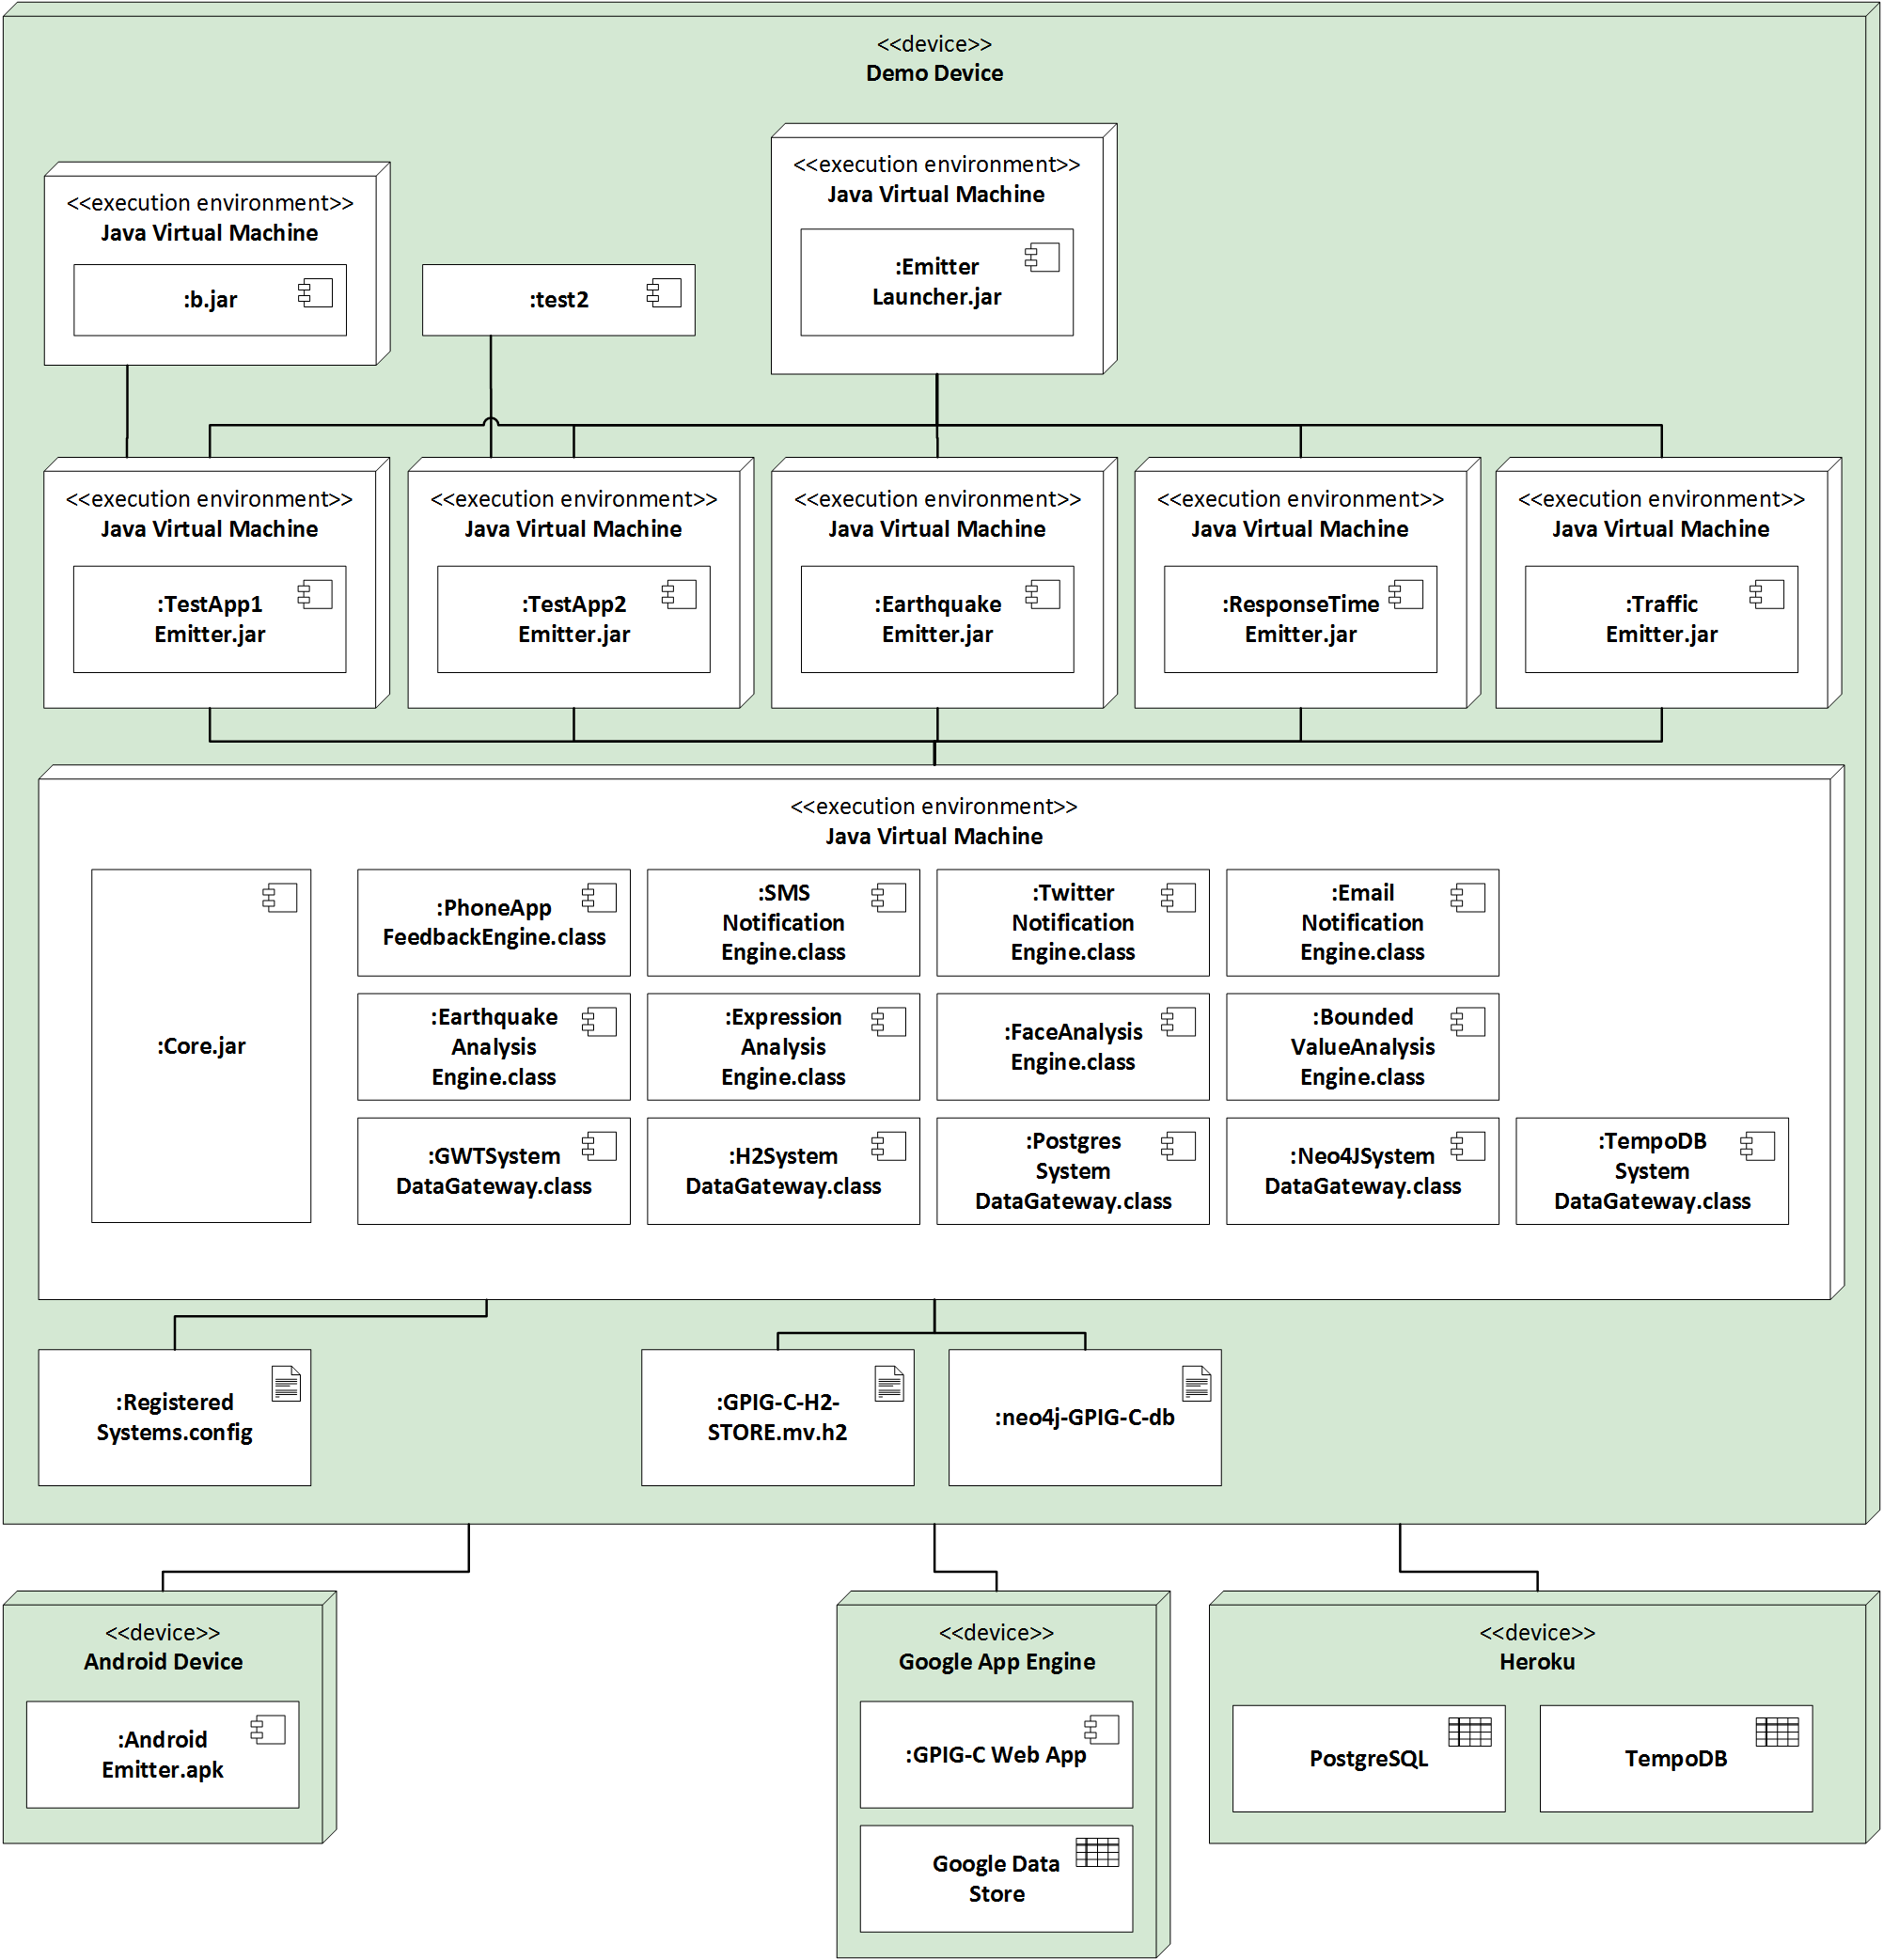 <<device>>
Demo Device
<<execution environment>>
Java Virtual Machine
:b.jar
:test2
<<execution environment>>
Java Virtual Machine
:Emitter
Launcher.jar
<<execution environment>>
Java Virtual Machine
:TestApp1
Emitter.jar
<<execution environment>>
Java Virtual Machine
:TestApp2
Emitter.jar
<<execution environment>>
Java Virtual Machine
:Earthquake
Emitter.jar
<<execution environment>>
Java Virtual Machine
:ResponseTime
Emitter.jar
<<execution environment>>
Java Virtual Machine
:Traffic
Emitter.jar
<<execution environment>>
Java Virtual Machine
:Core.jar
:PhoneApp
FeedbackEngine.class
:SMS
Notification
Engine.class
:Twitter
Notification
Engine.class
:Email
Notification
Engine.class
:Earthquake
Analysis
Engine.class
:Expression
Analysis
Engine.class
:FaceAnalysis
Engine.class
:Bounded
ValueAnalysis
Engine.class
:GWTSystem
DataGateway.class
:H2System
DataGateway.class
:Postgres
System
DataGateway.class
:Neo4JSystem
DataGateway.class
:TempoDB
System
DataGateway.class
:Registered
Systems.config
:GPIG-C-H2-
STORE.mv.h2
:neo4j-GPIG-C-db
<<device>>
Android Device
:Android
Emitter.apk
<<device>>
Google App Engine
:GPIG-C Web App
Google Data
Store
<<device>>
Heroku
PostgreSQL
TempoDB